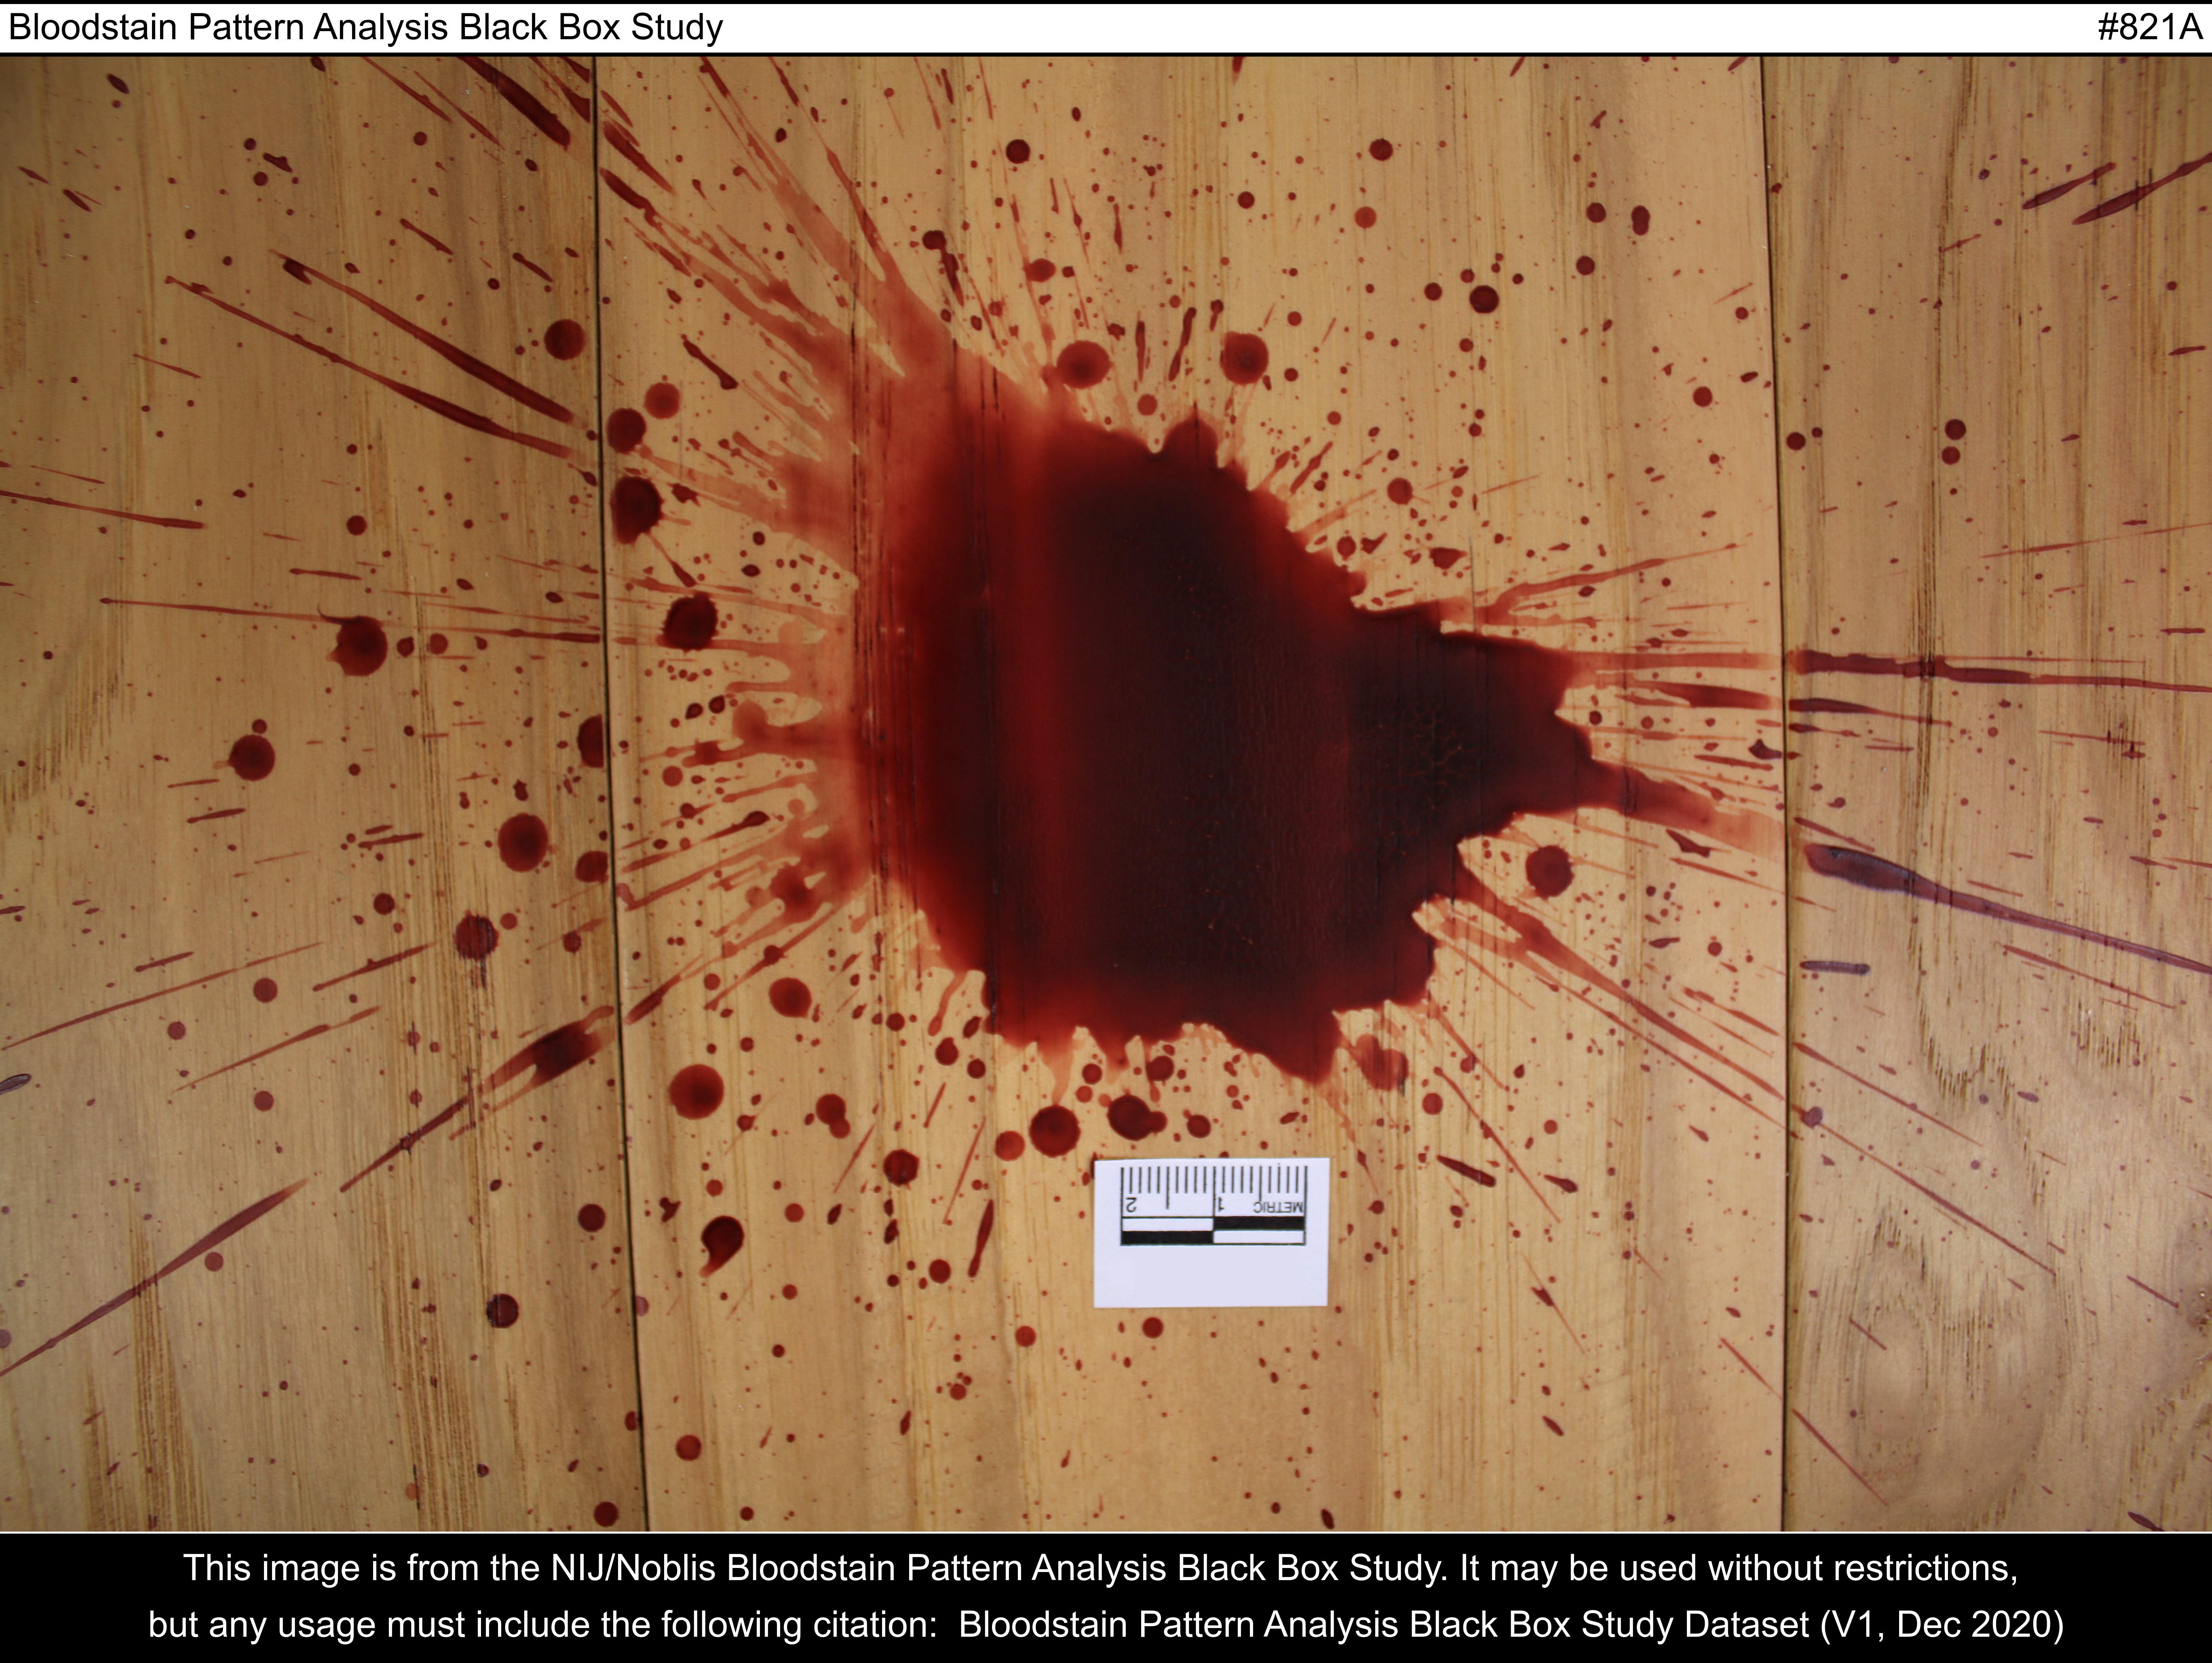 Bloodstain Pattern Analysis Black Box Study #821A
2 1 METRIC
This image is from the NIJ/Noblis Bloodstain Pattern Analysis Black Box Study. It may be used without restrictions,
but any usage must include the following citation: Bloodstain Pattern Analysis Black Box Study Dataset (V1, Dec 2020)